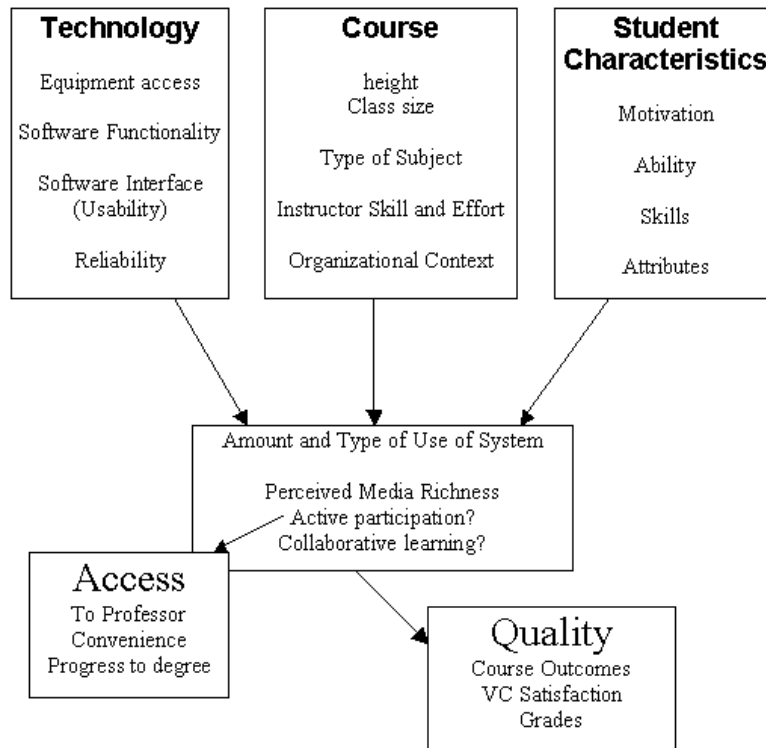 Technology
Equipment access
Software Functionality
Software Interface
(Usability)
Reliability
Course
height
Class size
Type of Subject
Instructor Skill and Effort
Organizational Context
Student
Characteristics
Motivation
Ability
Skills
Attributes
Amount and Type of Use of System
Perceived Media Richness
Active participation?
Collaborative learning?
Access
To Professor
Convenience
Progress to degree
Quality
Course Outcomes
VC Satisfaction
Grades